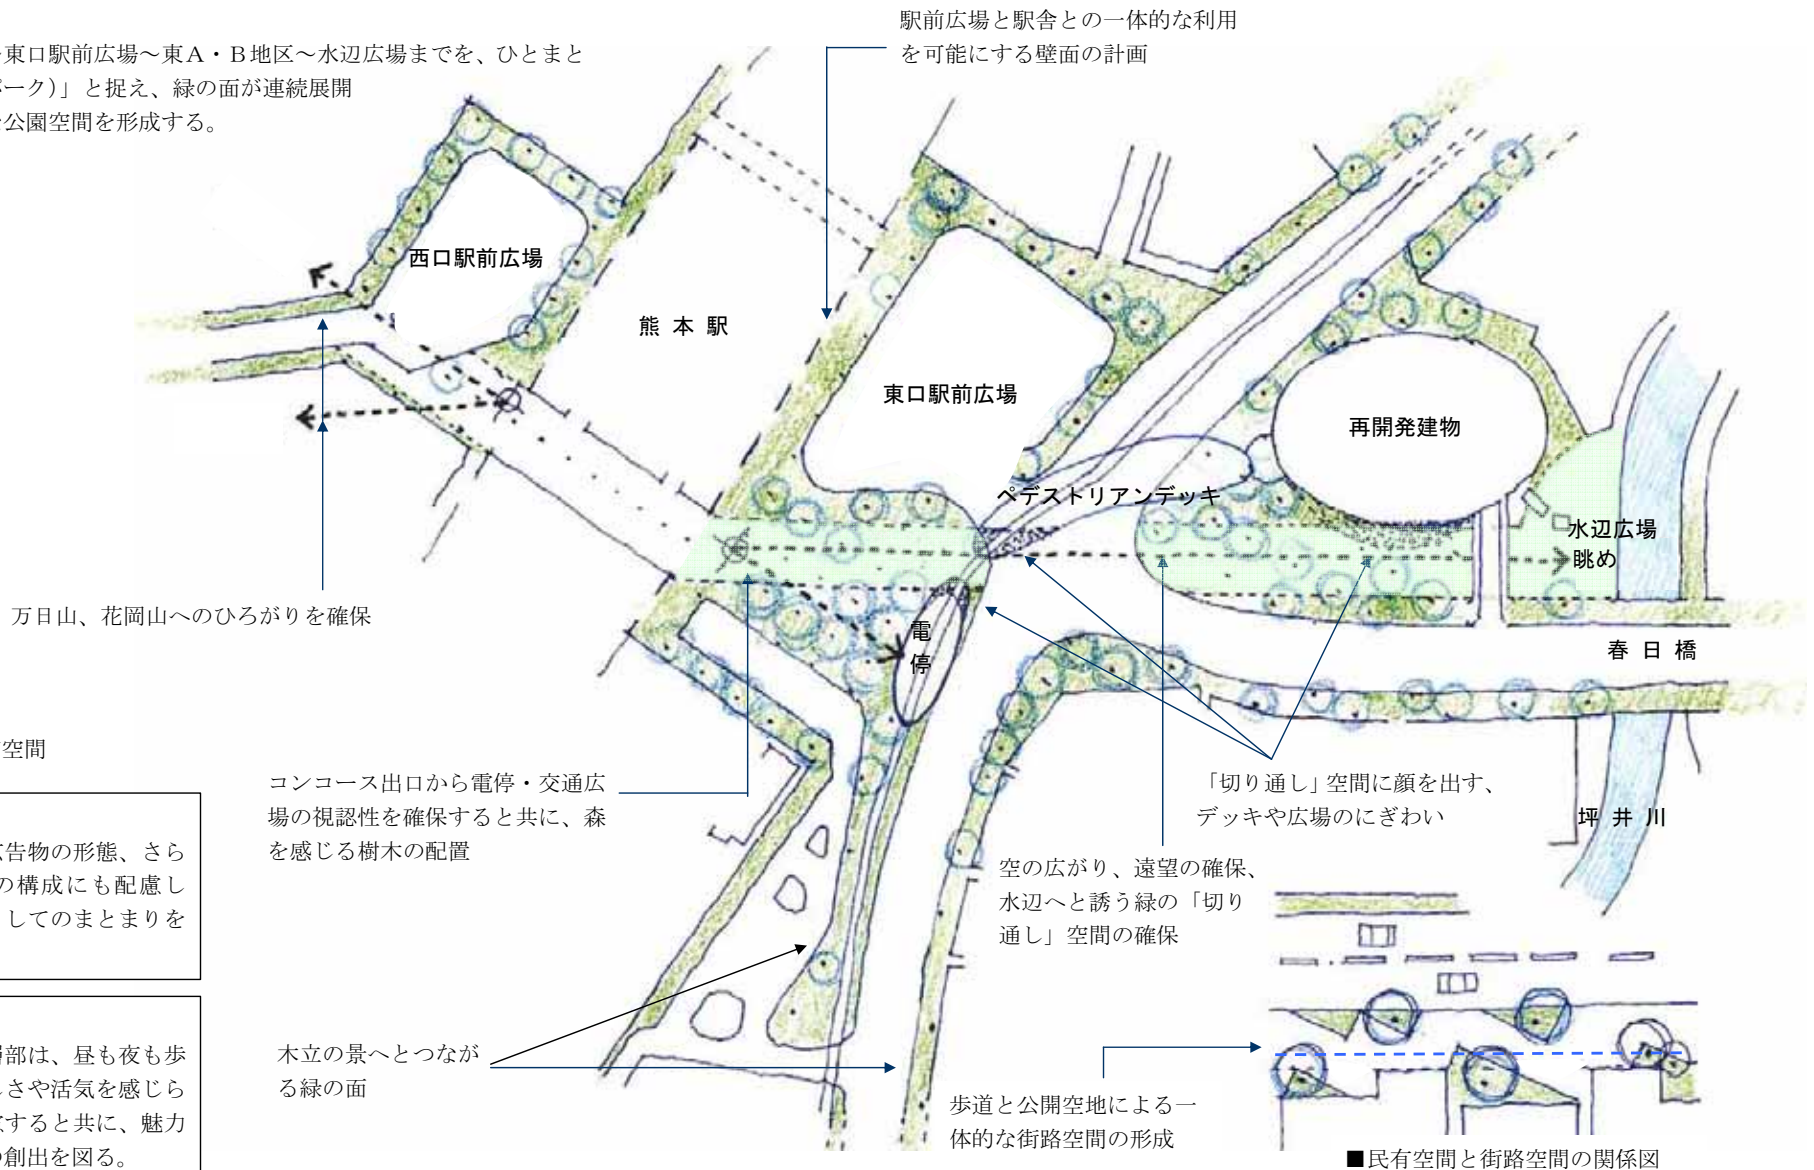 東口駅前広場～東A・B地区～水辺広場までを、ひとまと
パーク）」と捉え、緑の面が連続展開
公園空間を形成する。
駅前広場と駅舎との一体的な利用
を可能にする壁面の計画
西口駅前広場
熊本駅
東口駅前広場
再開発建物
ペデストリアンデッキ
水辺広場
眺め
万日山、花岡山へのひろがりを確保
電停
春日橋
坪井川
空間
コンコース出口から電停・交通広
場の視認性を確保すると共に、森
を感じる樹木の配置
「切り通し」空間に顔を出す、
デッキや広場のにぎわい
空の広がり、遠望の確保、
水辺へと誘う緑の「切り
通し」空間の確保
広告物の形態、さら
の構成にも配慮し
してのまとまりを
層部は、昼も夜も歩
しさや活気を感じら
すると共に、魅力
の創出を図る。
木立の景へとつなが
る緑の面
歩道と公開空地による一
体的な街路空間の形成
■民有空間と街路空間の関係図